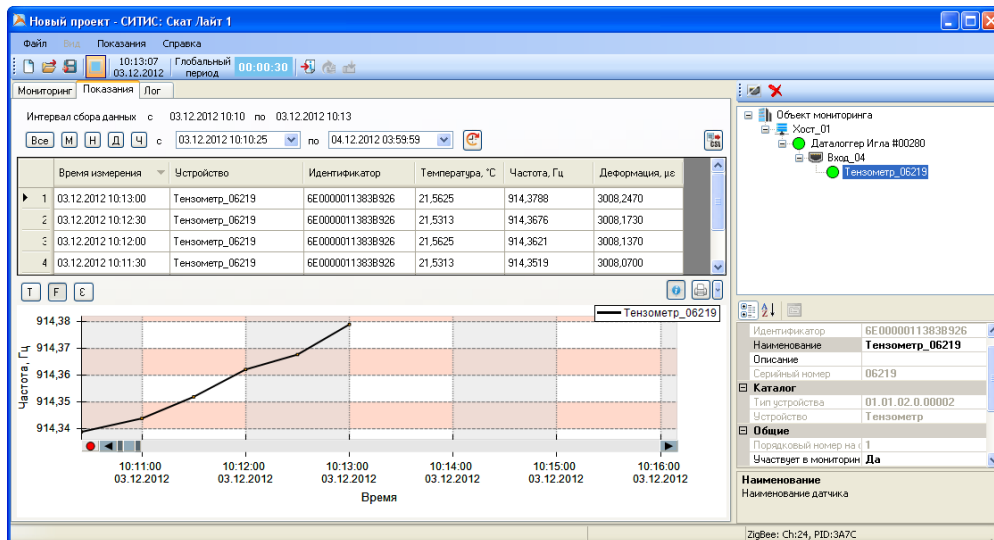 Новый проект - СИТИС: Скат Лайт 1
Файл Вид Показания Справка
10:13:07 03.12.2012 Глобальный период 00:00:30
Мониторинг Показания Лог
Интервал сбора данных с 03.12.2012 10:10 по 03.12.2012 10:13
Все М Н Д Ч с 03.12.2012 10:10:25 по 04.12.2012 03:59:59 CSV
Время измерения Устройство Идентификатор Температура, °C Частота, Гц Деформация, με
1 03.12.2012 10:13:00 Тензометр_06219 6E0000011383B926 21,5625 914,3788 3008,2470
2 03.12.2012 10:12:30 Тензометр_06219 6E0000011383B926 21,5313 914,3676 3008,1730
3 03.12.2012 10:12:00 Тензометр_06219 6E0000011383B926 21,5625 914,3621 3008,1370
4 03.12.2012 10:11:30 Тензометр_06219 6E0000011383B926 21,5313 914,3519 3008,0700
T F ε
Тензометр_06219
914,38
914,37
914,36
914,35
914,34
Частота, Гц
10:11:00 10:12:00 10:13:00 10:14:00 10:15:00 10:16:00
03.12.2012 03.12.2012 03.12.2012 03.12.2012 03.12.2012 03.12.2012
Время
Объект мониторинга
Хост_01
Даталоггер Игла #00280
Вход_04
Тензометр_06219
Идентификатор 6E0000011383B926
Наименование Тензометр_06219
Описание
Серийный номер 06219
Каталог
Тип устройства 01.01.02.0.00002
Устройство Тензометр
Общие
Порядковый номер на 1
Участвует в мониторин Да
Наименование
Наименование датчика
ZigBee: Ch:24, PID:3A7C